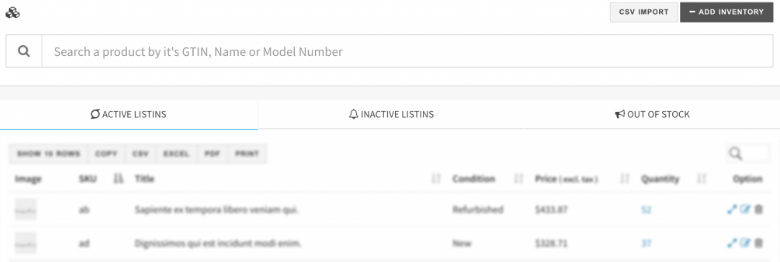 CSV IMPORT − ADD INVENTORY
Search a product by it's GTIN, Name or Model Number
ACTIVE LISTINS INACTIVE LISTINS OUT OF STOCK
SHOW 10 ROWS COPY CSV EXCEL PDF PRINT
Image SKU Title Condition Price ( excl. tax ) Quantity Option
ab Sapiente ex tempora libero veniam qui. Refurbished $433.87 52
ad Dignissimos qui est incidunt modi enim. New $328.71 37